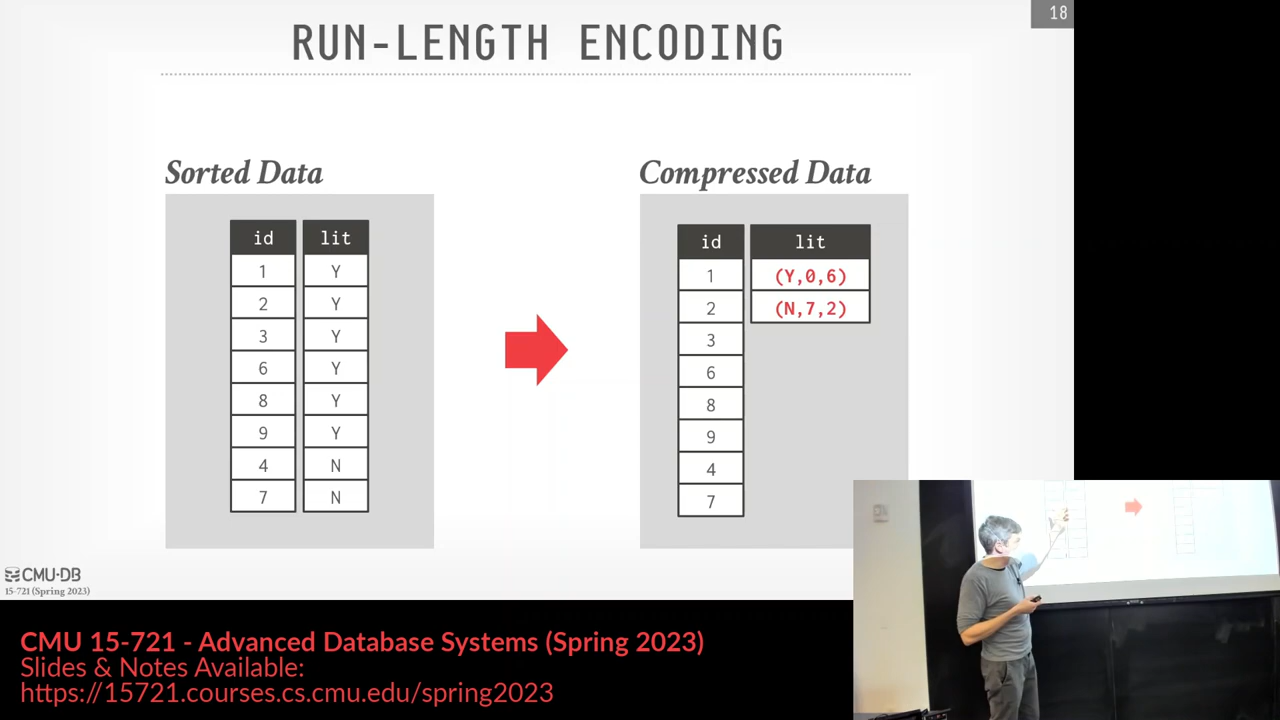 18
RUN-LENGTH ENCODING
Sorted Data
id lit
1 Y
2 Y
3 Y
6 Y
8 Y
9 Y
4 N
7 N
Compressed Data
id lit
1 (Y,0,6)
2 (N,7,2)
3
6
8
9
4
7
CMU·DB
15-721 (Spring 2023)
CMU 15-721 - Advanced Database Systems (Spring 2023)
Slides & Notes Available:
https://15721.courses.cs.cmu.edu/spring2023